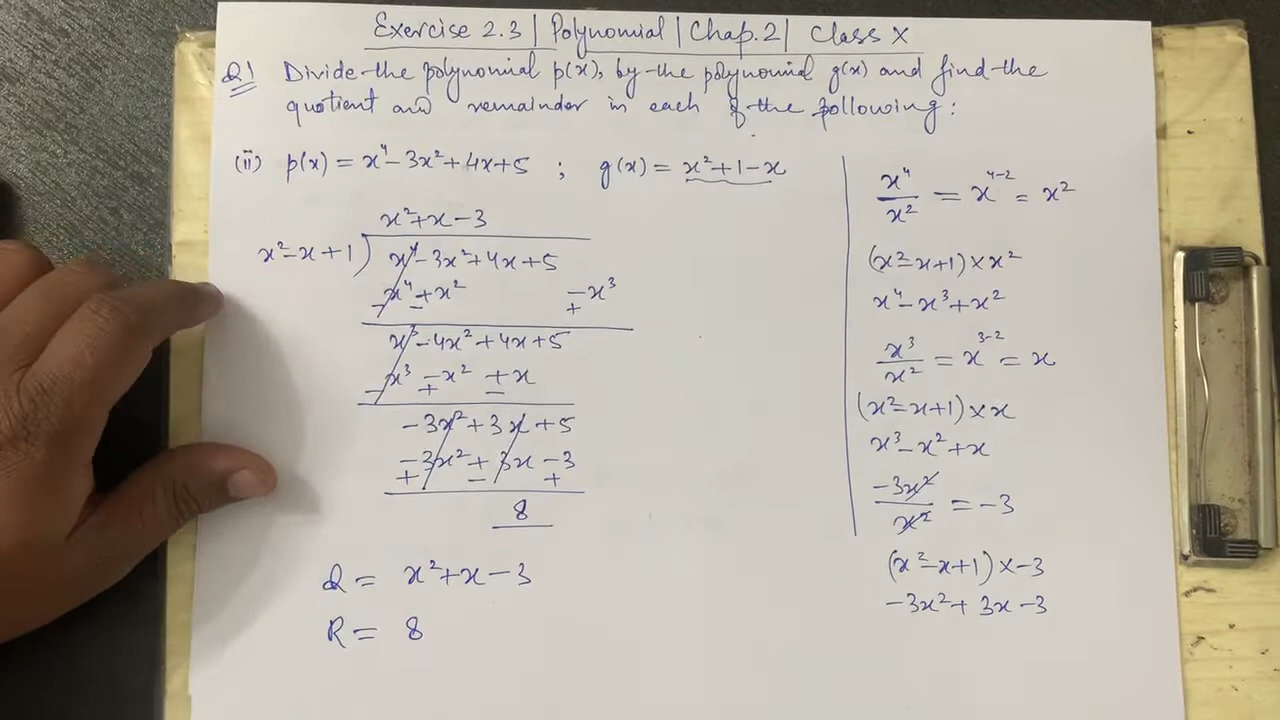 Exercise 2.3 | Polynomial | Chap.2 | Class X
Q1 Divide the polynomial p(x), by the polynomial g(x) and find the
quotient and remainder in each of the following:
(ii) p(x) = x⁴ - 3x² + 4x + 5 ; g(x) = x² + 1 - x
x² + x - 3
x² - x + 1 ) x⁴ - 3x² + 4x + 5
x⁴ + x² - x³
- - +
x³ - 4x² + 4x + 5
x³ - x² + x
- + -
-3x² + 3x + 5
-3x² + 3x - 3
+ - +
8
Q = x² + x - 3
R = 8
x⁴/x² = x⁴⁻² = x²
(x² - x + 1) × x²
x⁴ - x³ + x²
x³/x² = x³⁻² = x
(x² - x + 1) × x
x³ - x² + x
-3x²/x² = -3
(x² - x + 1) × -3
-3x² + 3x - 3